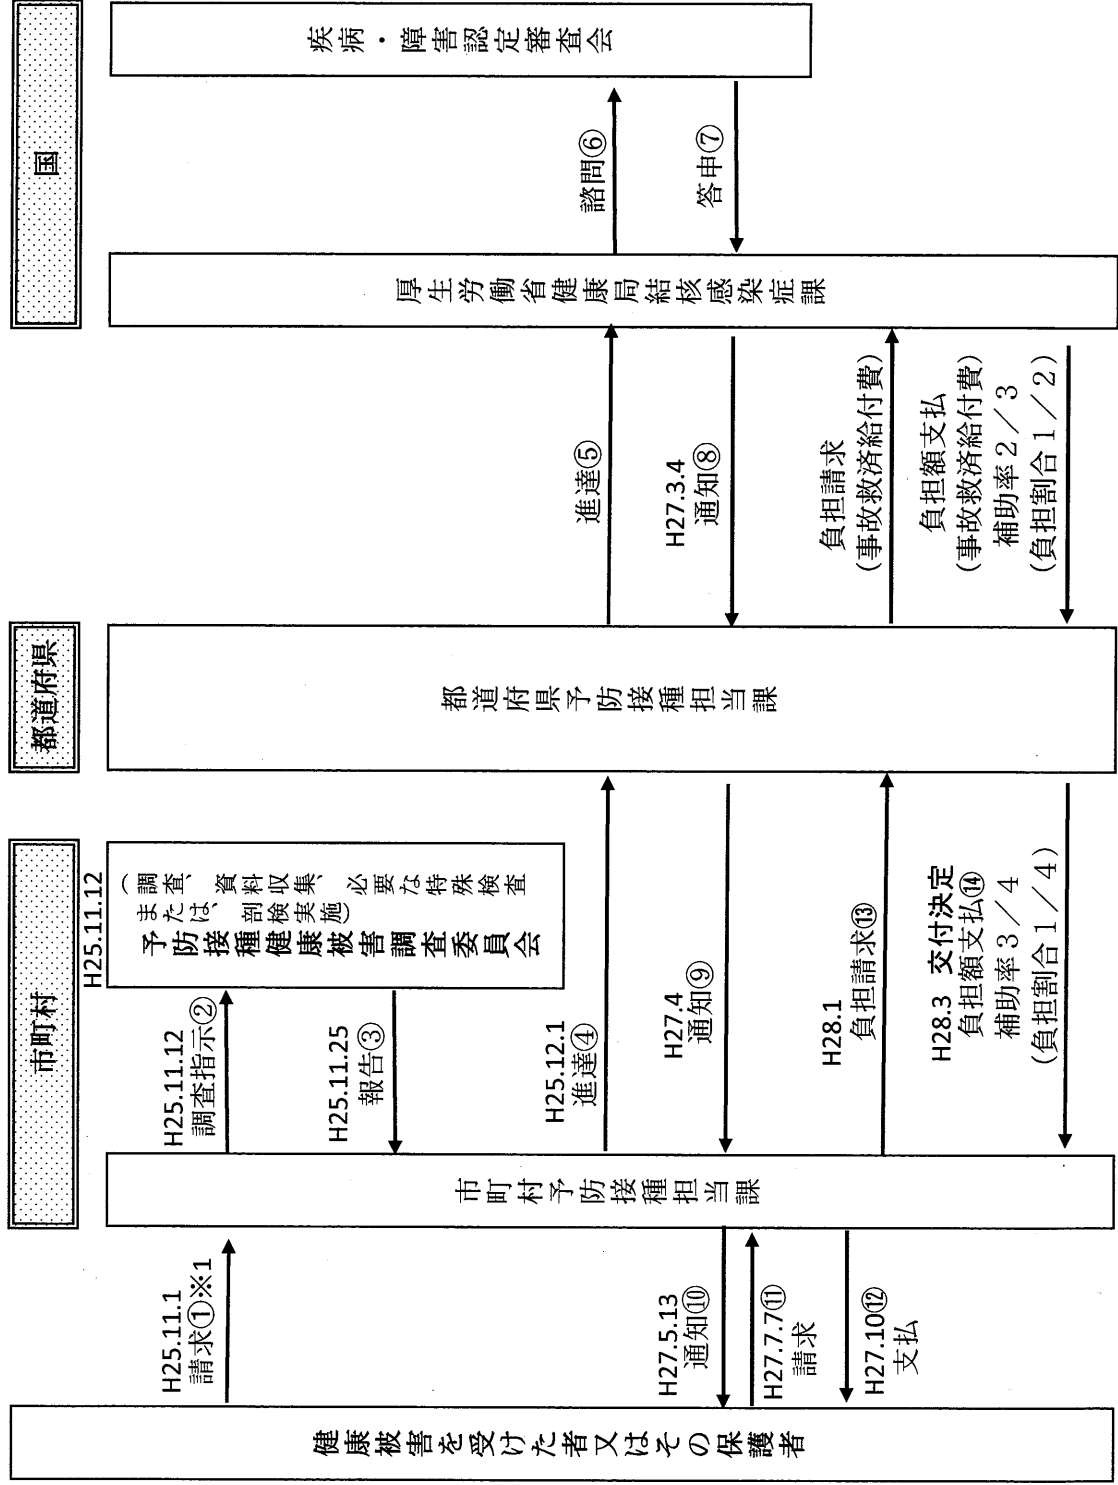 市町村
都道府県
国
健康被害を受けた者又はその保護者
H25.11.1
請求①※1
H27.5.13
通知⑩
H27.7.7⑪
請求
H27.10⑫
支払
市町村予防接種担当課
H25.11.12
調査指示②
H25.11.25
報告③
H25.11.12
(調査、資料収集、必要な特殊検査
または、剖検実施)
予防接種健康被害調査委員会
H25.12.1
進達④
H27.4
通知⑨
H28.1
負担請求⑬
H28.3 交付決定
負担額支払⑭
補助率3/4
(負担割合1/4)
都道府県予防接種担当課
進達⑤
H27.3.4
通知⑧
負担請求
(事故救済給付費)
負担額支払
(事故救済給付費)
補助率2/3
(負担割合1/2)
厚生労働省健康局結核感染症課
諮問⑥
答申⑦
疾病・障害認定審査会